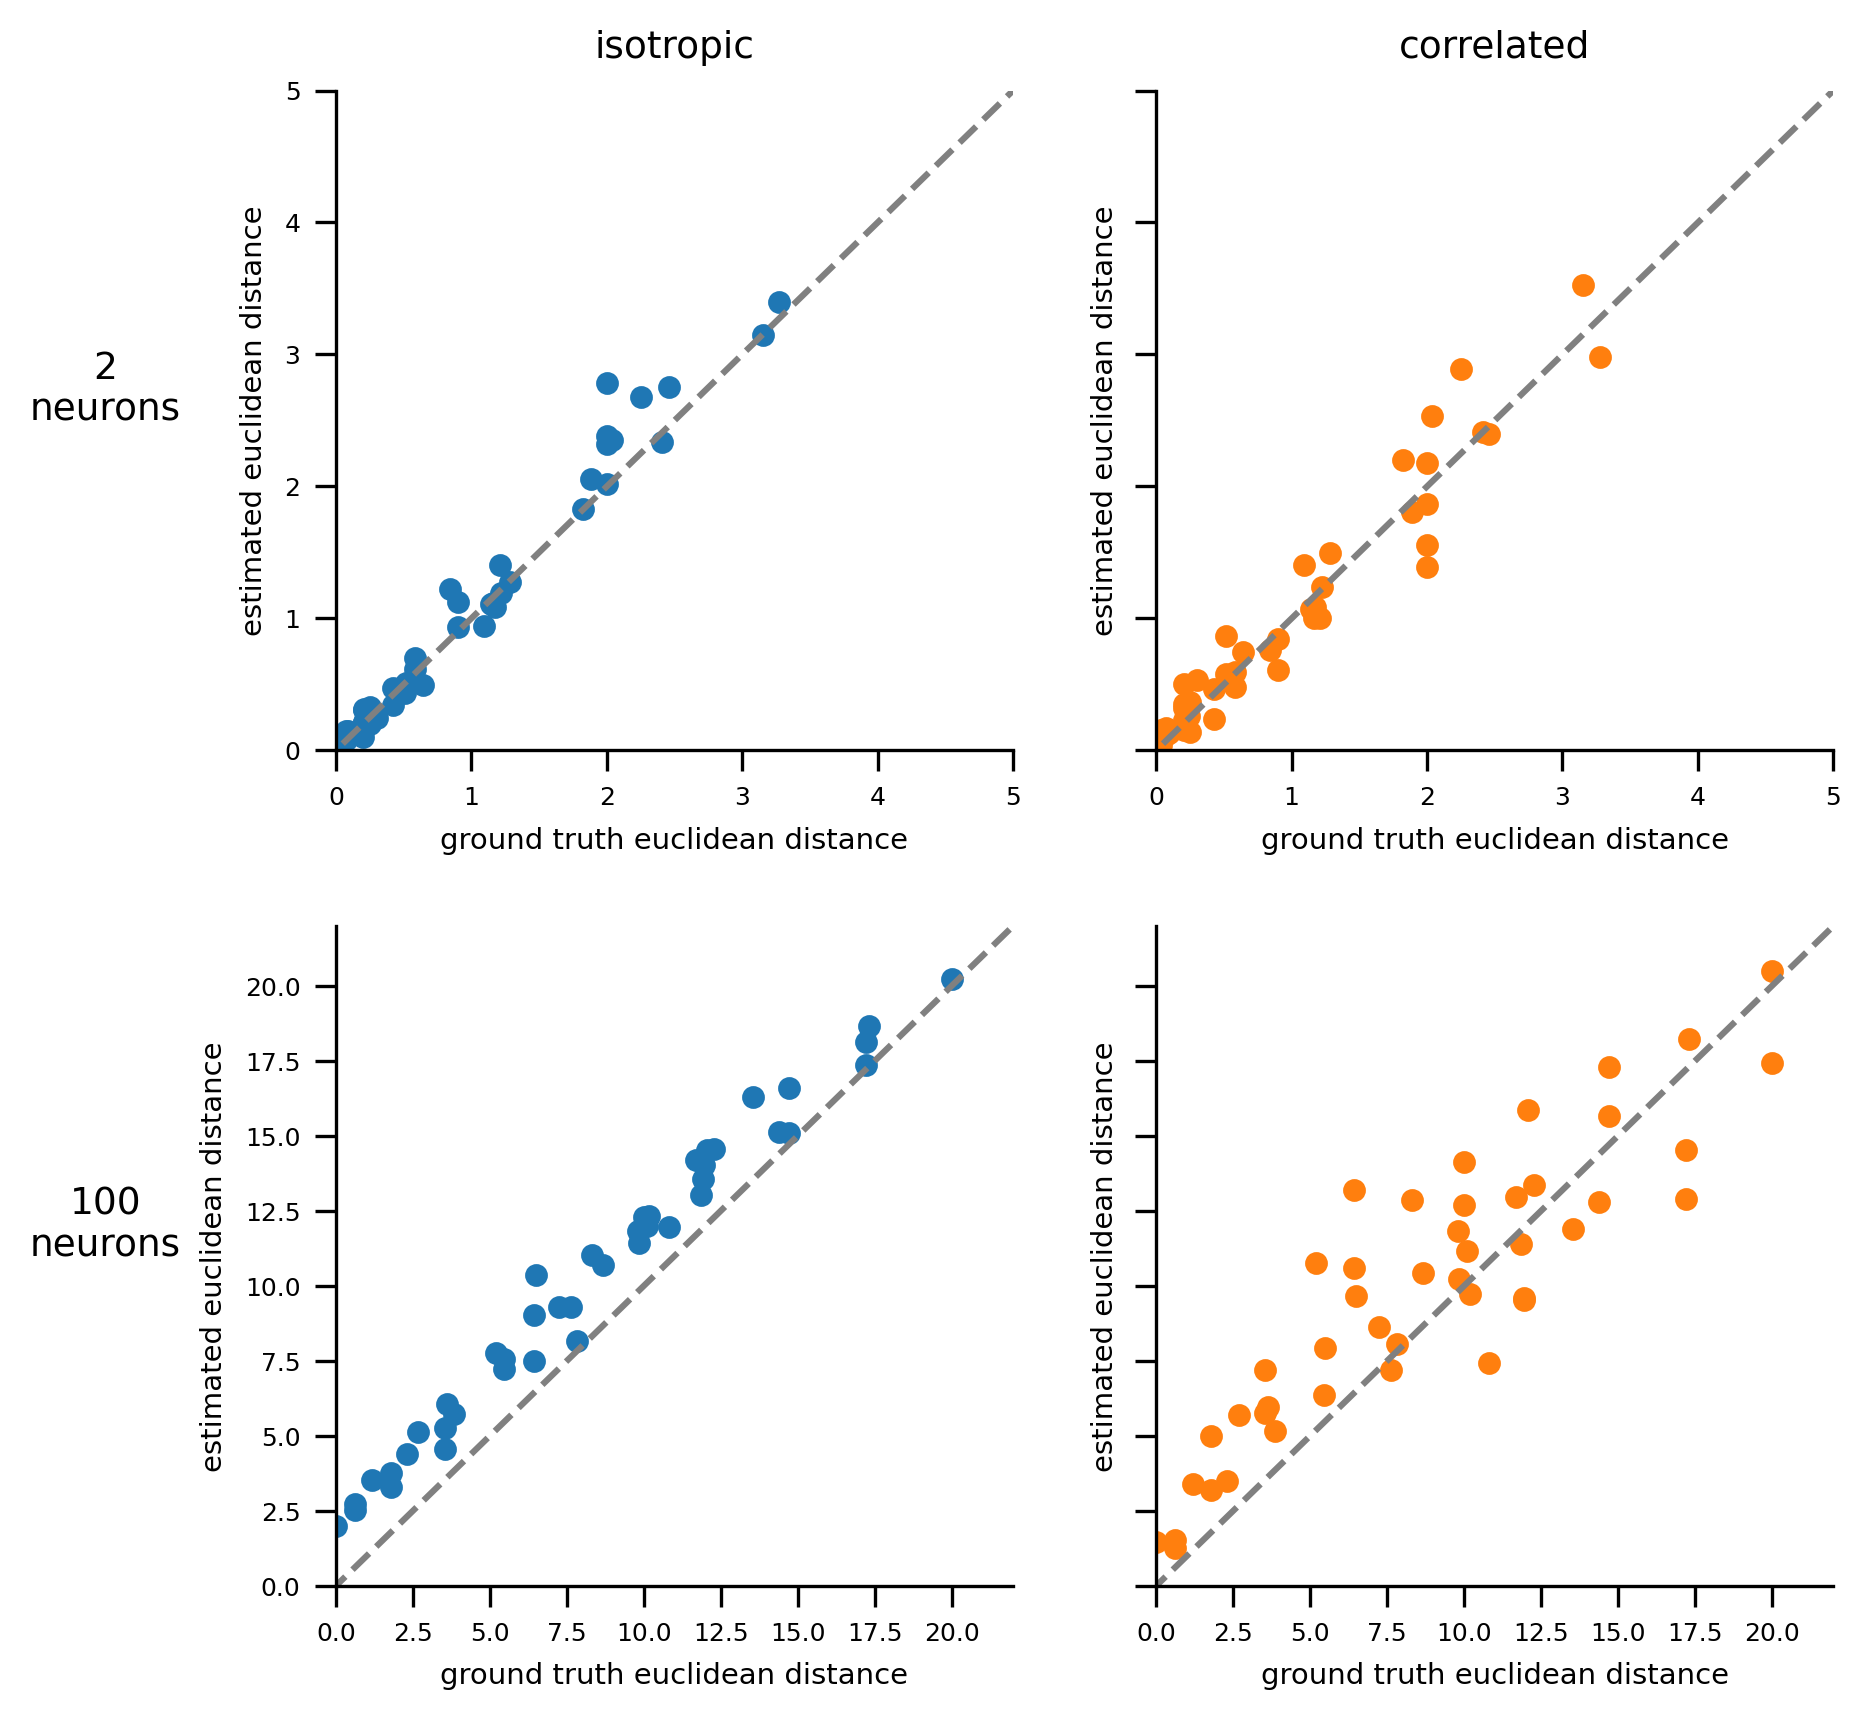 isotropic
correlated
2
neurons
estimated euclidean distance
5
4
3
2
1
0
0 1 2 3 4 5
ground truth euclidean distance
estimated euclidean distance
0 1 2 3 4 5
ground truth euclidean distance
100
neurons
estimated euclidean distance
20.0
17.5
15.0
12.5
10.0
7.5
5.0
2.5
0.0
0.0 2.5 5.0 7.5 10.0 12.5 15.0 17.5 20.0
ground truth euclidean distance
estimated euclidean distance
0.0 2.5 5.0 7.5 10.0 12.5 15.0 17.5 20.0
ground truth euclidean distance